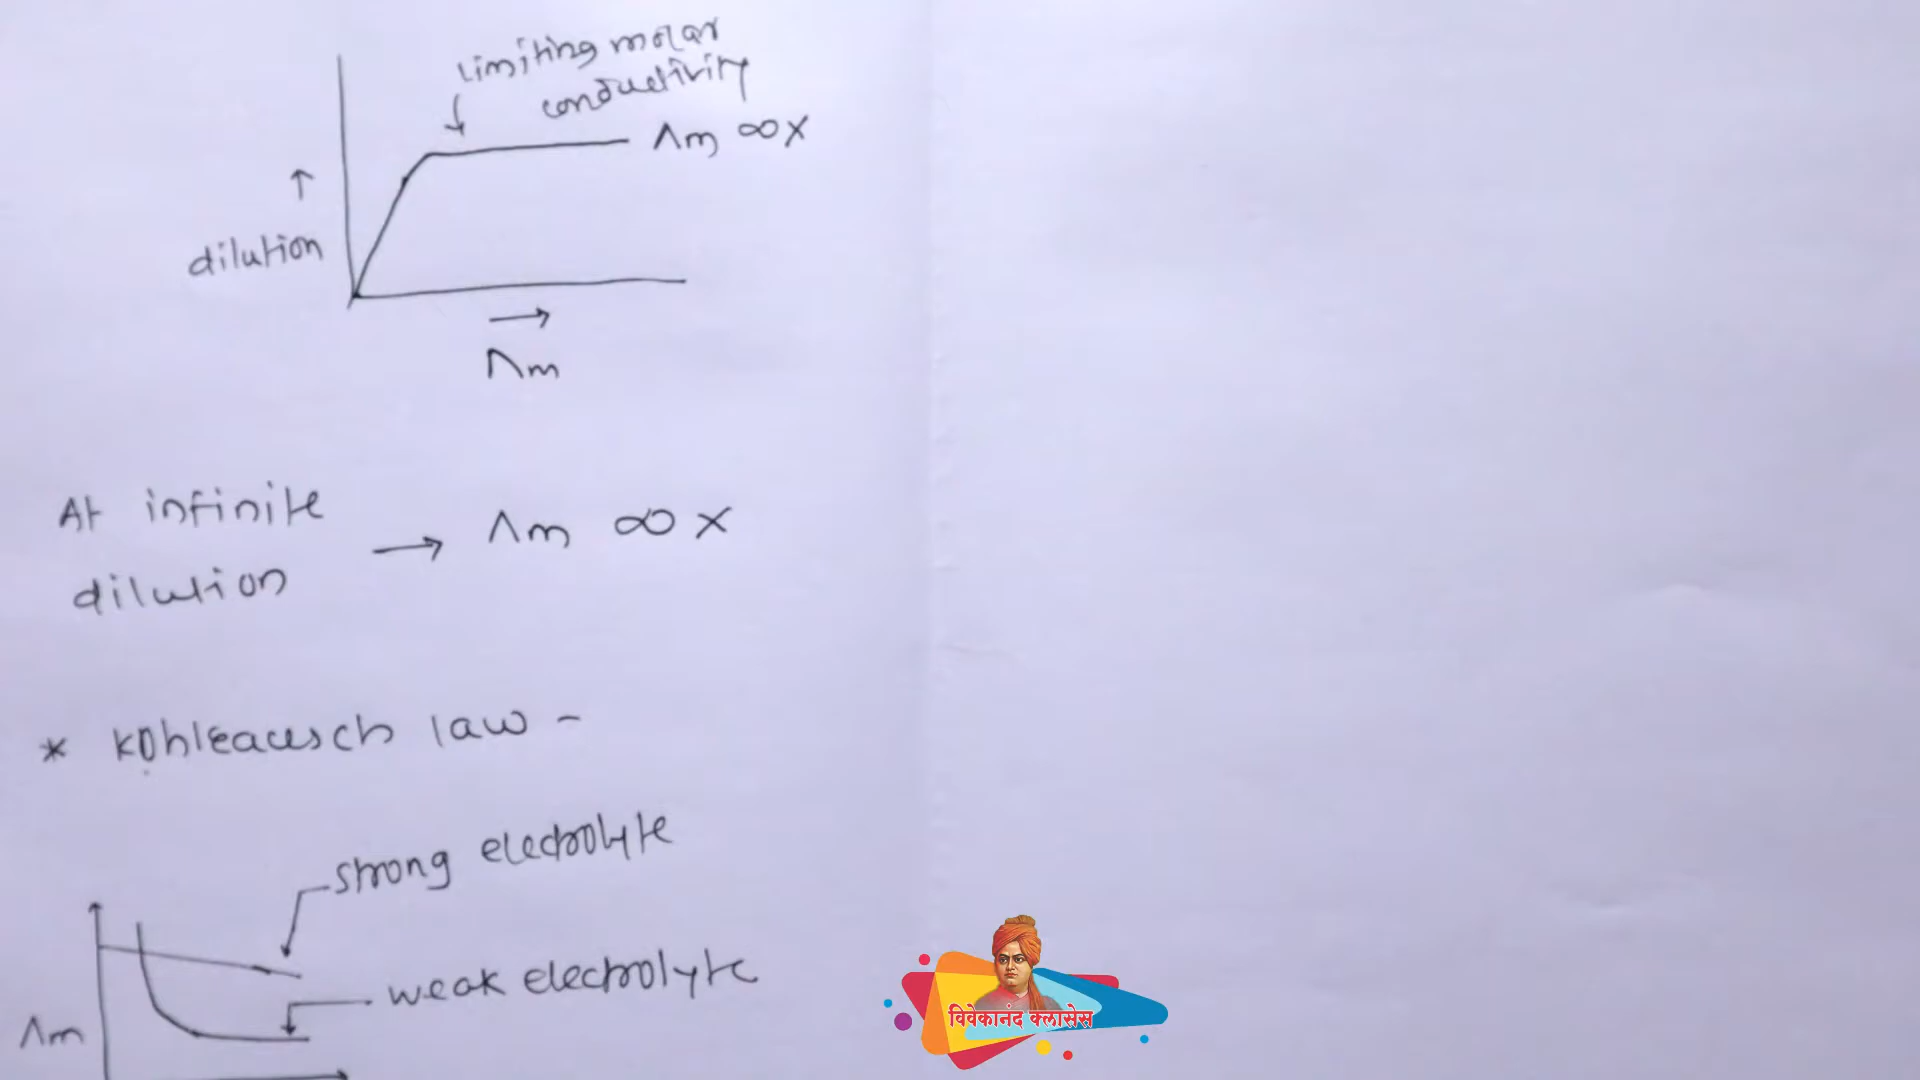 Limiting molar
conductivity
Λm ∞ X
↑
dilution
→
Λm
At infinite
dilution → Λm ∞ X
* Kohleausch law -
strong electrolyte
weak electrolyte
Λm
विवेकानंद क्लासेस